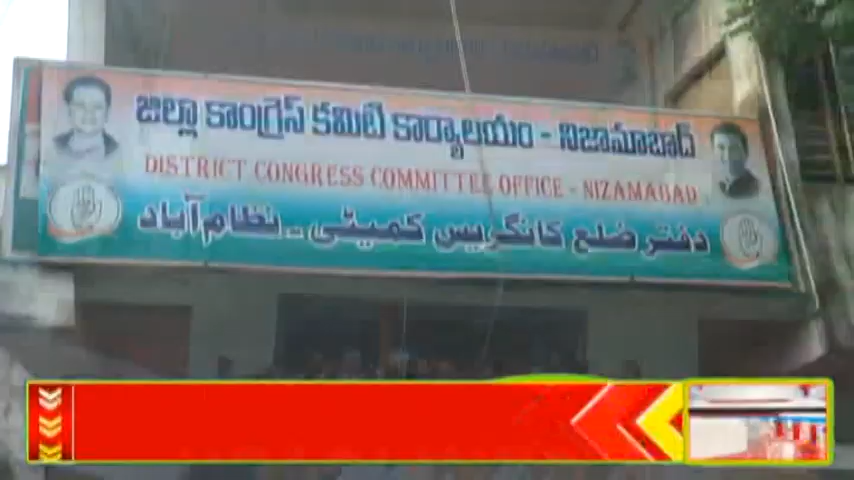 జిల్లా కాంగ్రెస్ కమిటీ కార్యాలయం - నిజామాబాద్
DISTRICT CONGRESS COMMITTEE OFFICE - NIZAMABAD
دفتر ضلع کانگریس کمیٹی ۔ نظام آباد